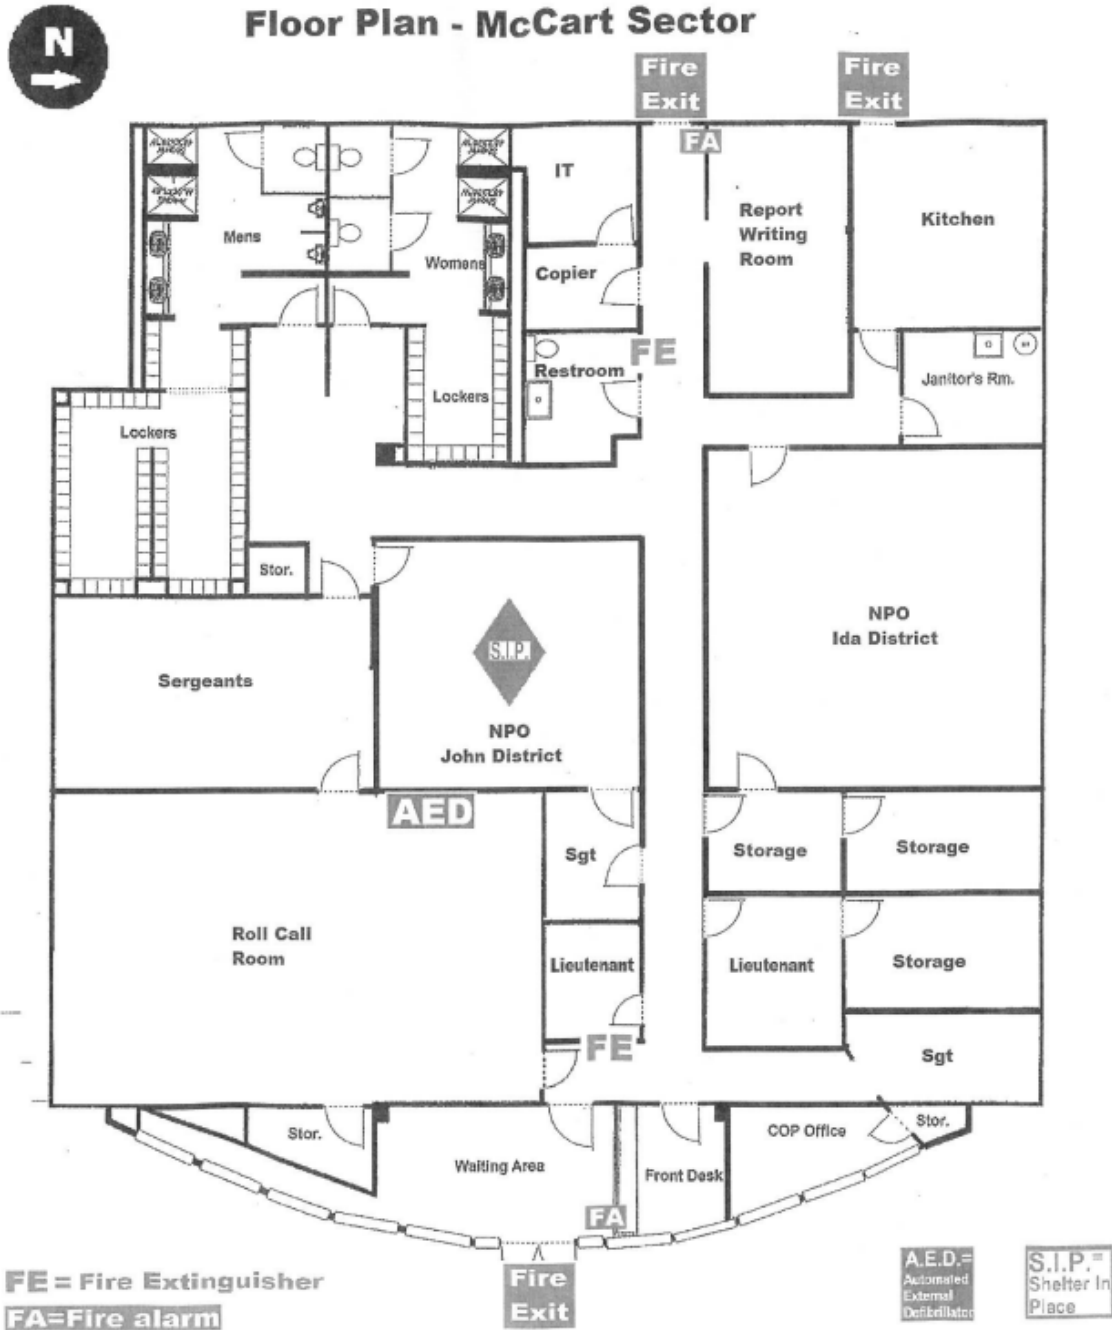 Floor Plan - McCart Sector
N
Fire
Exit
Fire
Exit
FA
IT
Report
Writing
Room
Kitchen
Mens
Womens
Copier
FE
Restroom
Janitor's Rm.
Lockers
Lockers
Stor.
NPO
Ida District
S.I.P.
Sergeants
NPO
John District
AED
Sgt
Storage
Storage
Roll Call
Room
Lieutenant
Lieutenant
Storage
FE
Sgt
Stor.
COP Office
Stor.
Waiting Area
Front Desk
FA
FE = Fire Extinguisher
FA=Fire alarm
Fire
Exit
A.E.D.=
Automated
External
Defibrillator
S.I.P.=
Shelter In
Place